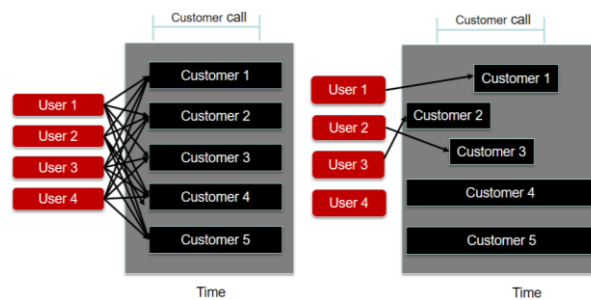 Customer call
Customer 1
Customer 2
Customer 3
Customer 4
Customer 5
User 1
User 2
User 3
User 4
Time
Customer call
User 1
User 2
User 3
User 4
Customer 1
Customer 2
Customer 3
Customer 4
Customer 5
Time